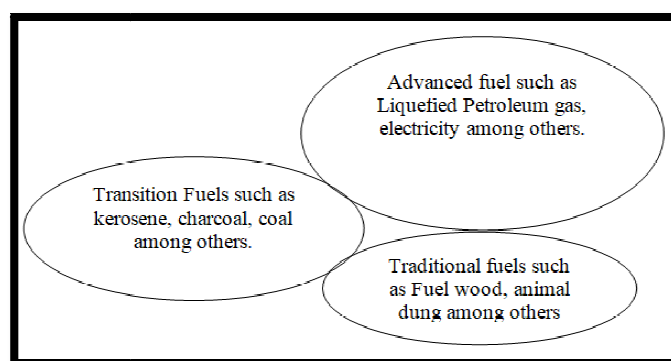 Advanced fuel such as
Liquefied Petroleum gas,
electricity among others.
Transition Fuels such as
kerosene, charcoal, coal
among others.
Traditional fuels such
as Fuel wood, animal
dung among others